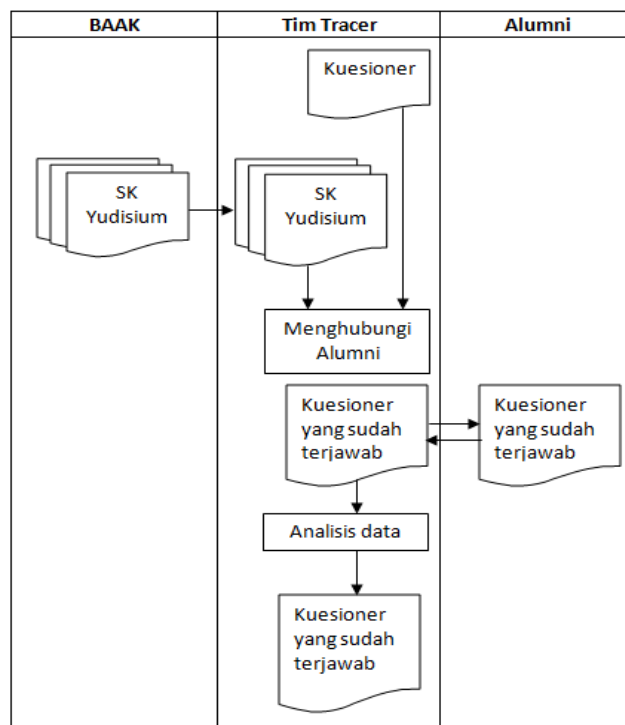 BAAK
Tim Tracer
Alumni
Kuesioner
SK
Yudisium
SK
Yudisium
Menghubungi
Alumni
Kuesioner
yang sudah
terjawab
Kuesioner
yang sudah
terjawab
Analisis data
Kuesioner
yang sudah
terjawab